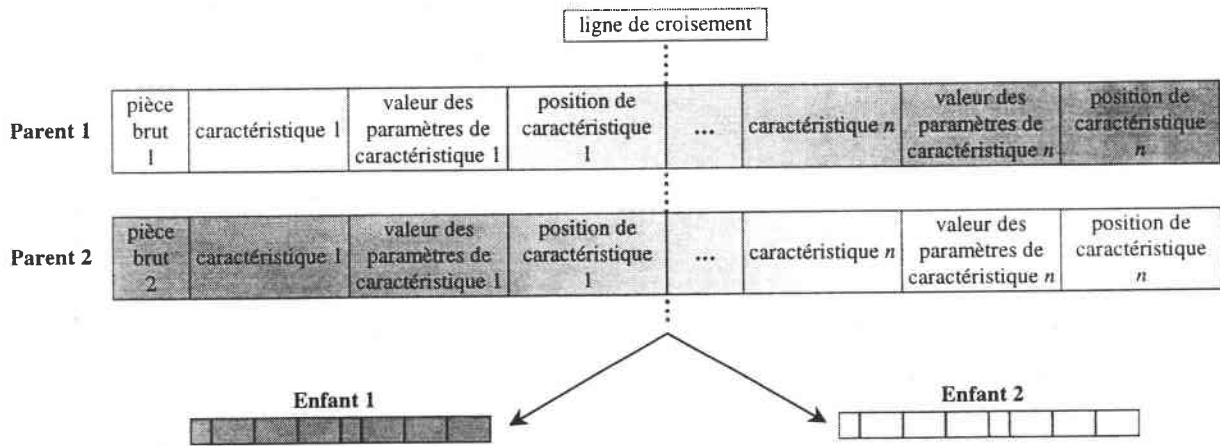 ligne de croisement
Parent 1
pièce
brut
1
caractéristique 1
valeur des
paramètres de
caractéristique 1
position de
caractéristique
1
...
caractéristique n
valeur des
paramètres de
caractéristique n
position de
caractéristique
n
Parent 2
pièce
brut
2
caractéristique 1
valeur des
paramètres de
caractéristique 1
position de
caractéristique
1
...
caractéristique n
valeur des
paramètres de
caractéristique n
position de
caractéristique
n
Enfant 1
Enfant 2